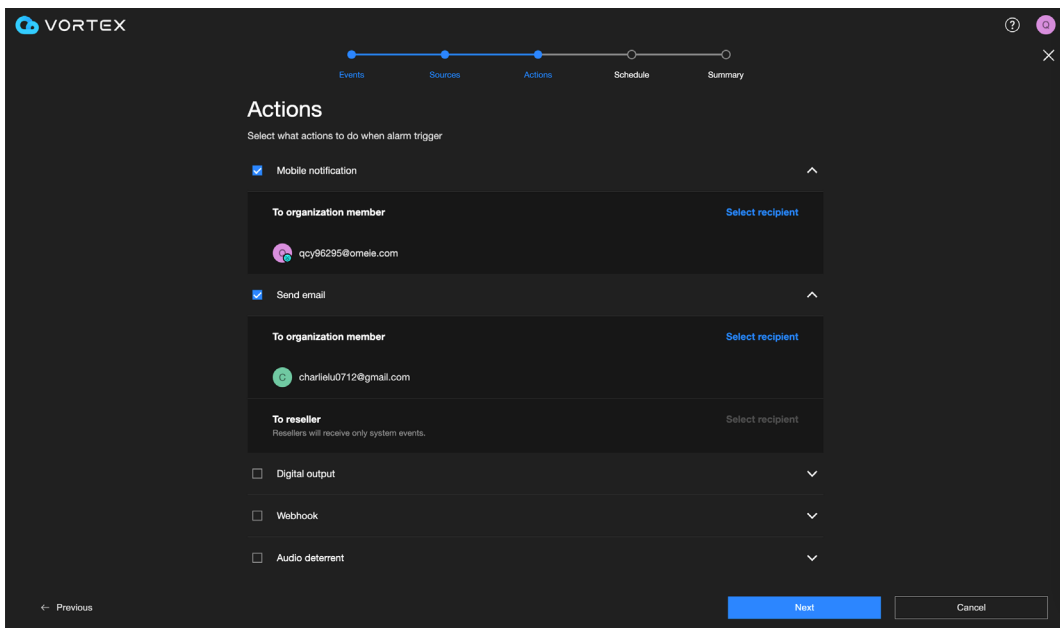 VORTEX
Q
Events
Sources
Actions
Schedule
Summary
Actions
Select what actions to do when alarm trigger
Mobile notification
To organization member
Select recipient
qcy96295@omeie.com
Send email
To organization member
Select recipient
C
charlielu0712@gmail.com
To reseller
Select recipient
Resellers will receive only system events.
Digital output
Webhook
Audio deterrent
← Previous
Next
Cancel